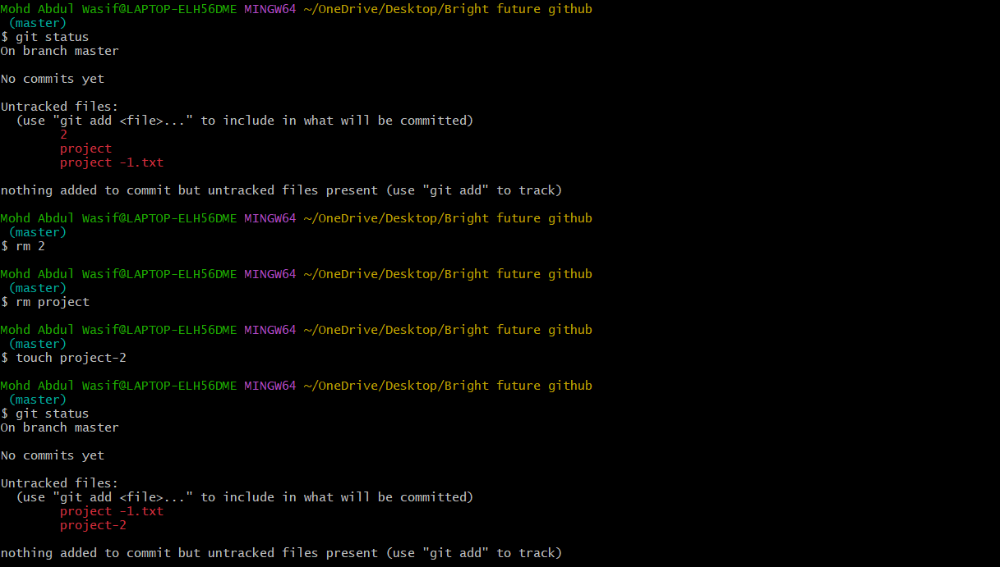 Mohd Abdul Wasif@LAPTOP-ELH56DME MINGW64 ~/OneDrive/Desktop/Bright future github
(master)
$ git status
On branch master
No commits yet
Untracked files:
(use "git add <file>..." to include in what will be committed)
2
project
project -1.txt
nothing added to commit but untracked files present (use "git add" to track)
Mohd Abdul Wasif@LAPTOP-ELH56DME MINGW64 ~/OneDrive/Desktop/Bright future github
(master)
$ rm 2
Mohd Abdul Wasif@LAPTOP-ELH56DME MINGW64 ~/OneDrive/Desktop/Bright future github
(master)
$ rm project
Mohd Abdul Wasif@LAPTOP-ELH56DME MINGW64 ~/OneDrive/Desktop/Bright future github
(master)
$ touch project-2
Mohd Abdul Wasif@LAPTOP-ELH56DME MINGW64 ~/OneDrive/Desktop/Bright future github
(master)
$ git status
On branch master
No commits yet
Untracked files:
(use "git add <file>..." to include in what will be committed)
project -1.txt
project-2
nothing added to commit but untracked files present (use "git add" to track)